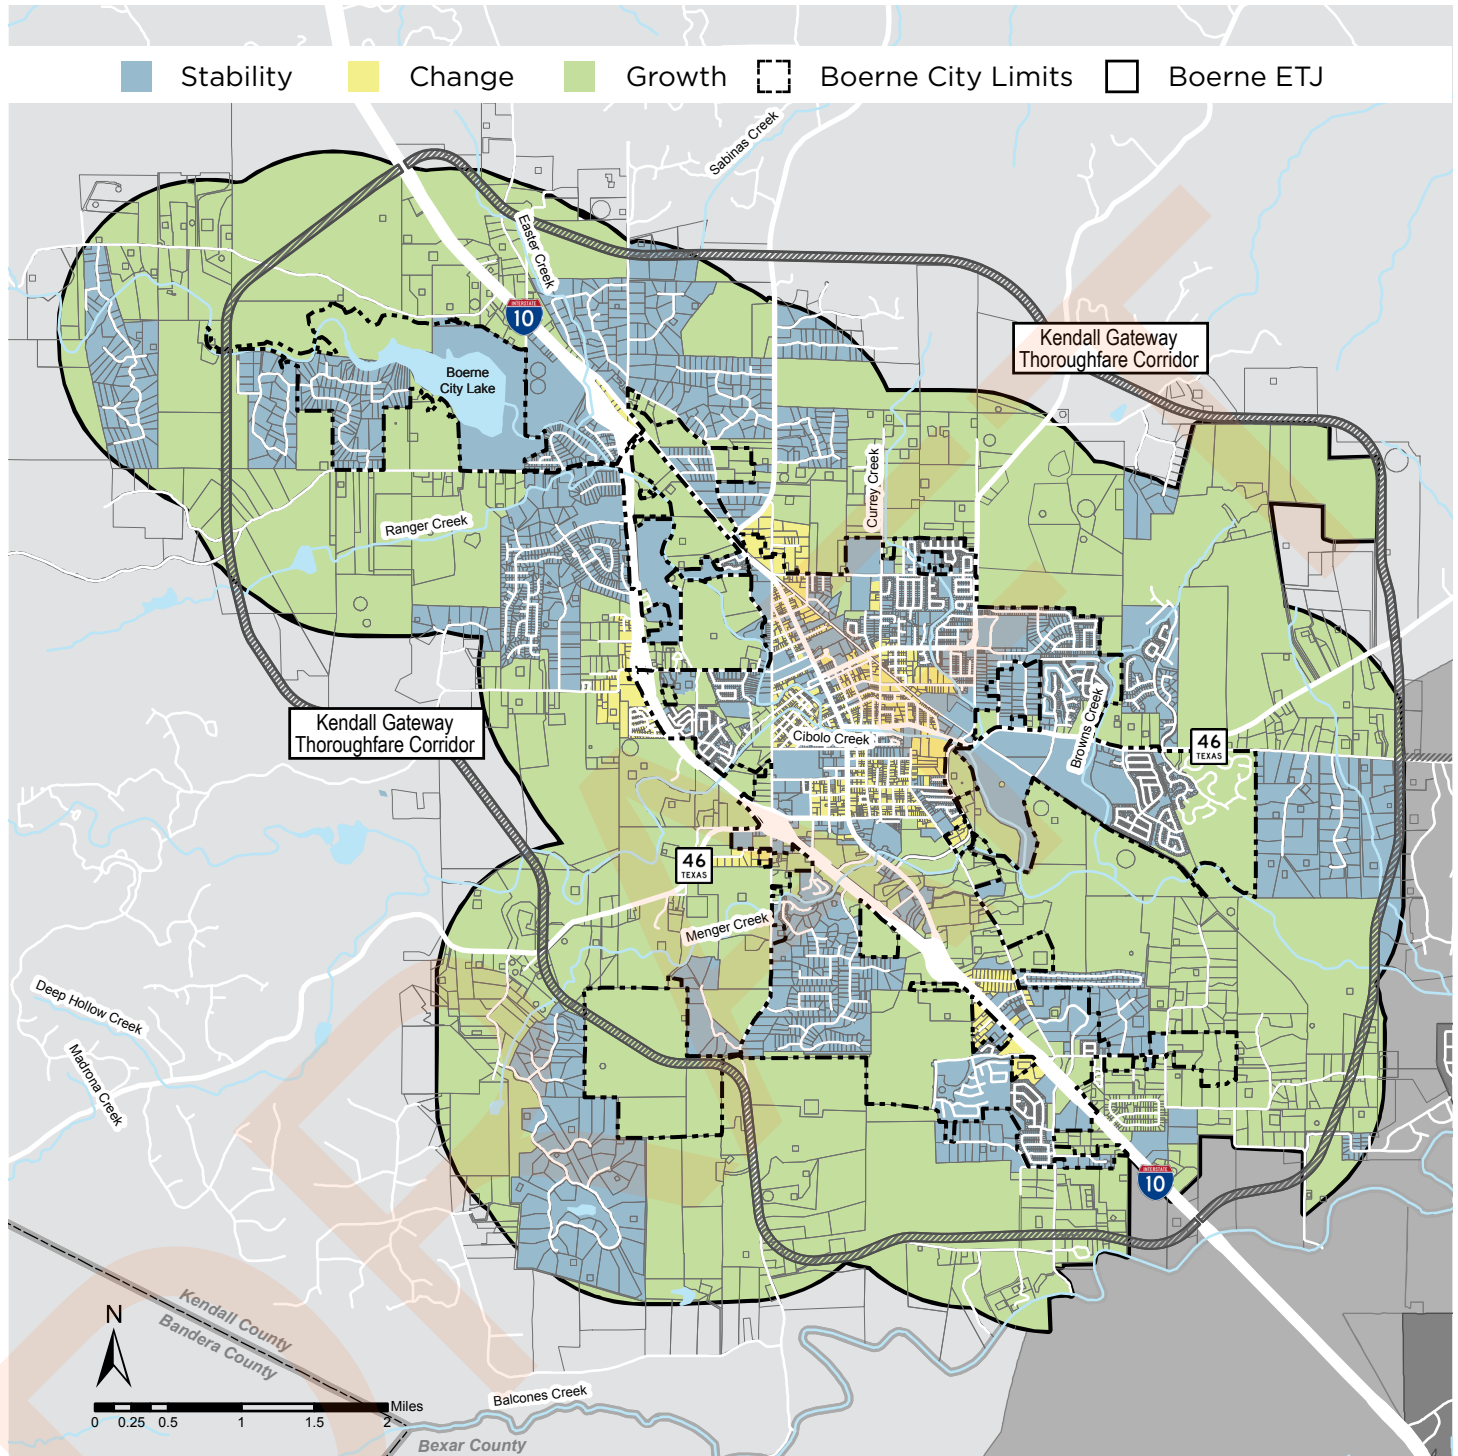 Stability
Change
Growth
Boerne City Limits
Boerne ETJ
Sabinas Creek
Easter Creek
INTERSTATE
10
Kendall Gateway
Thoroughfare Corridor
Boerne
City Lake
Currey Creek
Ranger Creek
Kendall Gateway
Thoroughfare Corridor
Cibolo Creek
Browns Creek
46
TEXAS
46
TEXAS
Menger Creek
Deep Hollow Creek
Madrona Creek
INTERSTATE
10
Kendall County
Bandera County
N
Miles
0 0.25 0.5 1 1.5 2
Balcones Creek
Bexar County